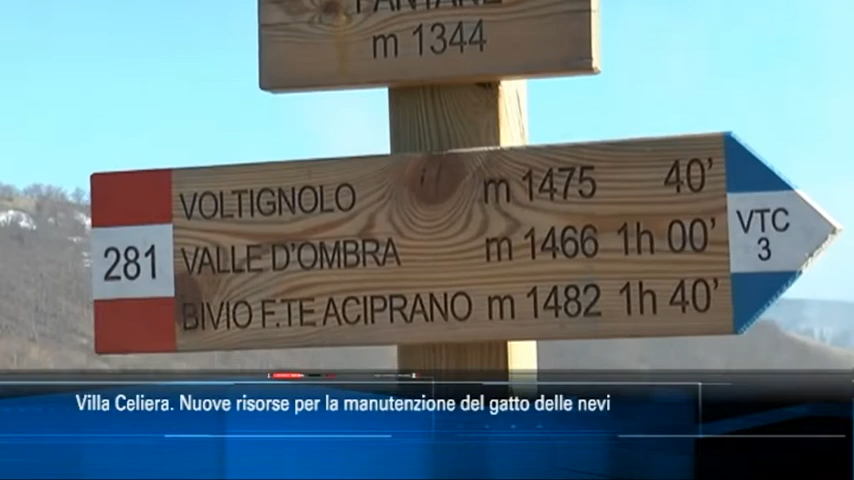 PANTANE
m 1344
VOLTIGNOLO m 1475 40'
281 VALLE D'OMBRA m 1466 1h 00' VTC
3
BIVIO F.TE ACIPRANO m 1482 1h 40'
Villa Celiera. Nuove risorse per la manutenzione del gatto delle nevi